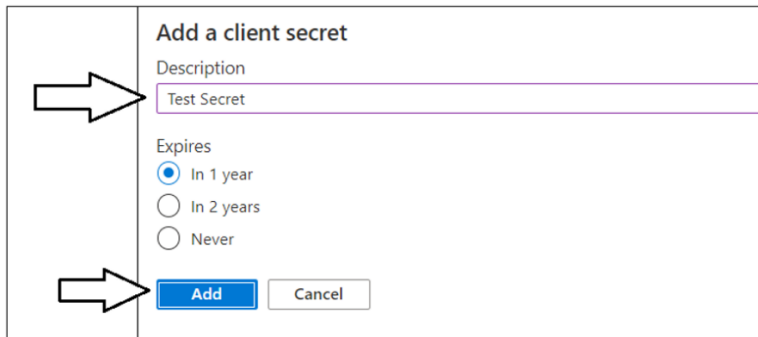 Add a client secret
Description
Test Secret
Expires
In 1 year
In 2 years
Never
Add Cancel